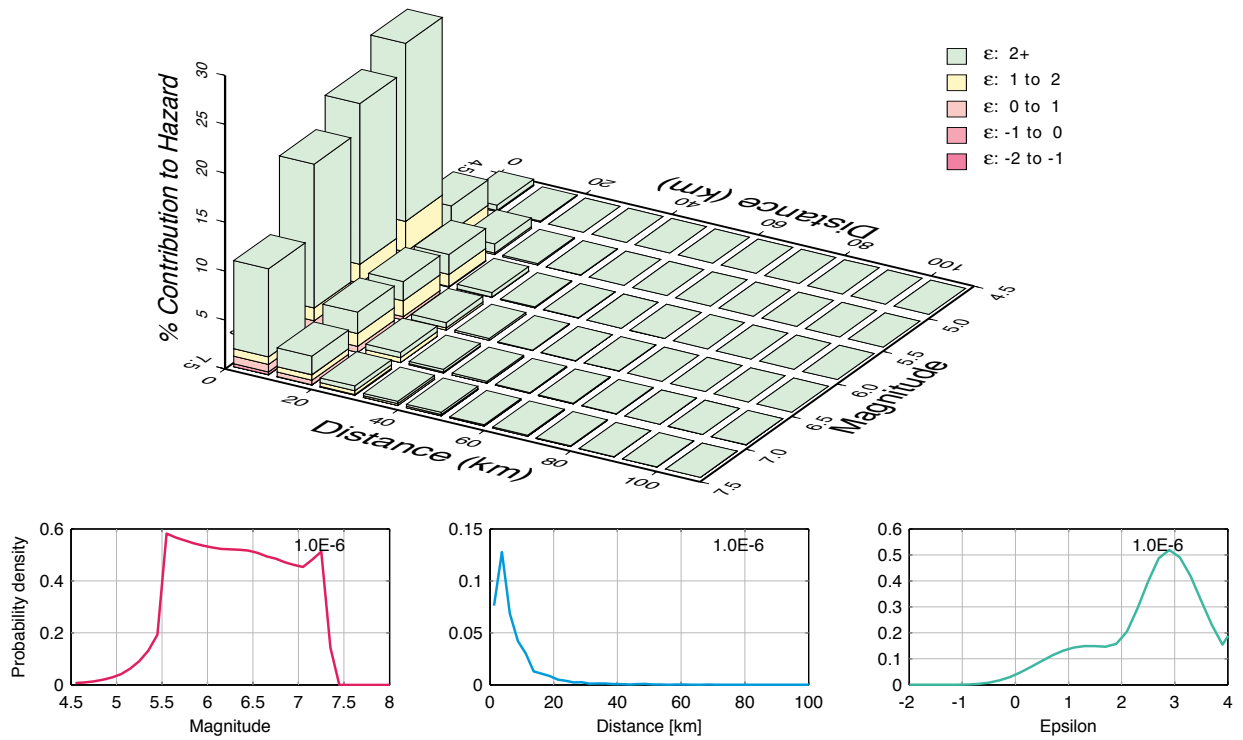 % Contribution to Hazard
30
25
20
15
10
5
0
7.5
4.5
0
20
40
60
80
100
Distance (km)
4.5
5.0
5.5
6.0
6.5
7.0
7.5
Magnitude
20
40
60
80
100
Distance (km)
ε: 2+
ε: 1 to 2
ε: 0 to 1
ε: -1 to 0
ε: -2 to -1
Probability density
0.6
0.4
0.2
0
1.0E-6
4.5 5 5.5 6 6.5 7 7.5 8
Magnitude
0.15
0.1
0.05
0
1.0E-6
0 20 40 60 80 100
Distance [km]
0.6
0.5
0.4
0.3
0.2
0.1
0
1.0E-6
-2 -1 0 1 2 3 4
Epsilon